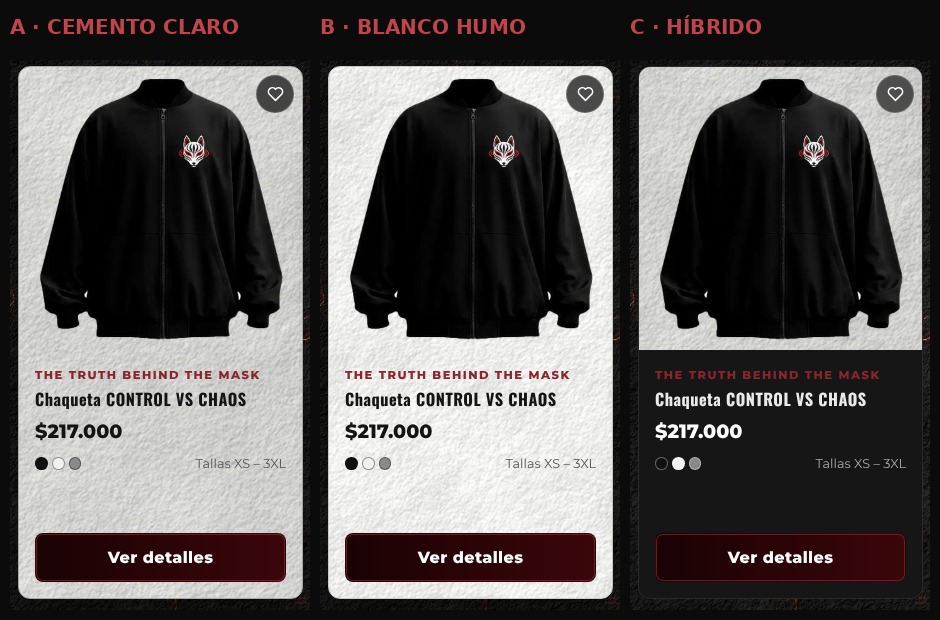 A · CEMENTO CLARO
THE TRUTH BEHIND THE MASK
Chaqueta CONTROL VS CHAOS
$217.000
Tallas XS – 3XL
Ver detalles
B · BLANCO HUMO
THE TRUTH BEHIND THE MASK
Chaqueta CONTROL VS CHAOS
$217.000
Tallas XS – 3XL
Ver detalles
C · HÍBRIDO
THE TRUTH BEHIND THE MASK
Chaqueta CONTROL VS CHAOS
$217.000
Tallas XS – 3XL
Ver detalles